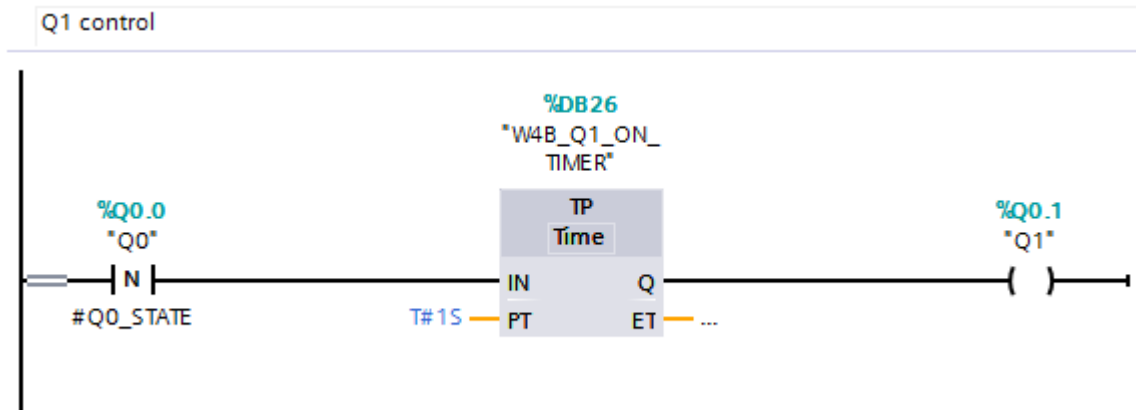 Q1 control
%DB26
"W4B_Q1_ON_
TIMER"
%Q0.0
"Q0"
N
#Q0_STATE
TP
Time
IN
Q
T#1S
PT
ET
...
%Q0.1
"Q1"